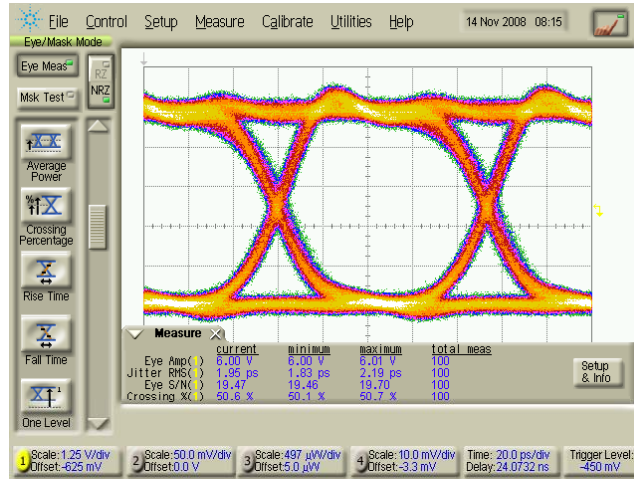 File Control Setup Measure Calibrate Utilities Help 14 Nov 2008 08:15
Eye/Mask Mode
Eye Meas
RZ
Msk Test
NRZ
Average
Power
Crossing
Percentage
Rise Time
Fall Time
One Level
Measure
current minimum maximum total meas
Eye Amp(1) 6.00 V 6.00 V 6.01 V 100
Jitter RMS(1) 1.95 ps 1.83 ps 2.19 ps 100
Eye S/N(1) 19.47 19.46 19.70 100
Crossing %(1) 50.6 % 50.1 % 50.7 % 100
Setup
& Info
1 Scale:1.25 V/div
Offset:-625 mV
2 Scale:50.0 mV/div
Offset:0.0 V
3 Scale:497 µW/div
Offset:5.0 µW
4 Scale:10.0 mV/div
Offset:-3.3 mV
Time:20.0 ps/div
Delay:24.0732 ns
Trigger Level:
-450 mV